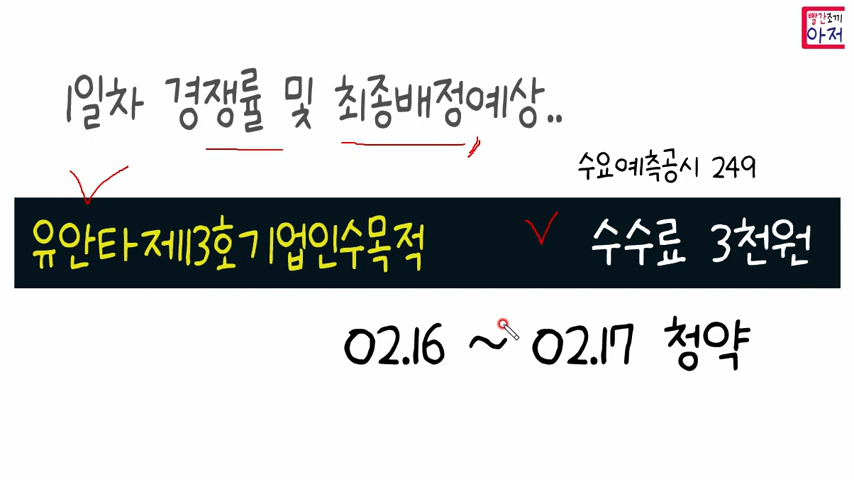 빨간조끼
아저
1일차 경쟁률 및 최종배정예상..
수요예측공시 249
유안타제13호기업인수목적 수수료 3천원
02.16 ~ 02.17 청약